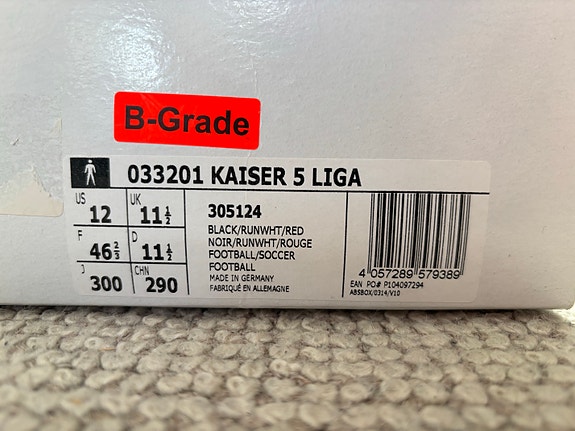 B-Grade
033201 KAISER 5 LIGA
US 12 UK 11½
F 46⅔ D 11½
J 300 CHN 290
305124
BLACK/RUNWHT/RED
NOIR/RUNWHT/ROUGE
FOOTBALL/SOCCER
FOOTBALL
MADE IN GERMANY
FABRIQUÉ EN ALLEMAGNE
4 057289 579389
EAN PO# P104097294
ABSBOX/0314/V10